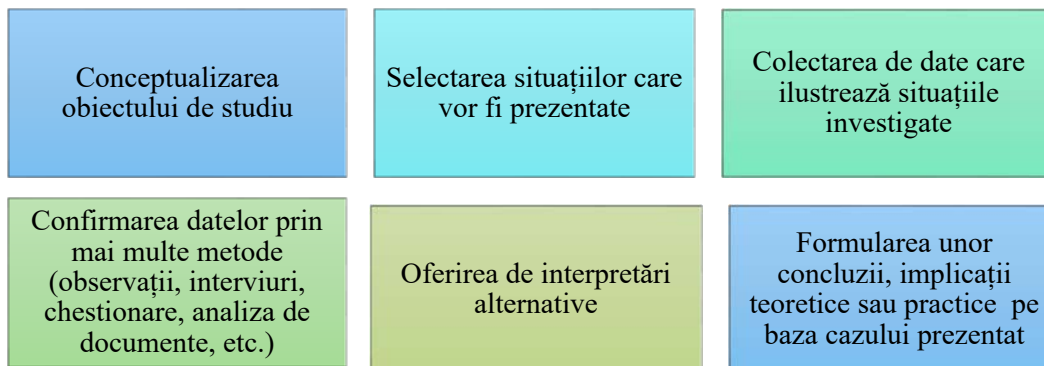 Conceptualizarea
obiectului de studiu
Selectarea situațiilor care
vor fi prezentate
Colectarea de date care
ilustrează situațiile
investigate
Confirmarea datelor prin
mai multe metode
(observații, interviuri,
chestionare, analiza de
documente, etc.)
Oferirea de interpretări
alternative
Formularea unor
concluzii, implicații
teoretice sau practice pe
baza cazului prezentat